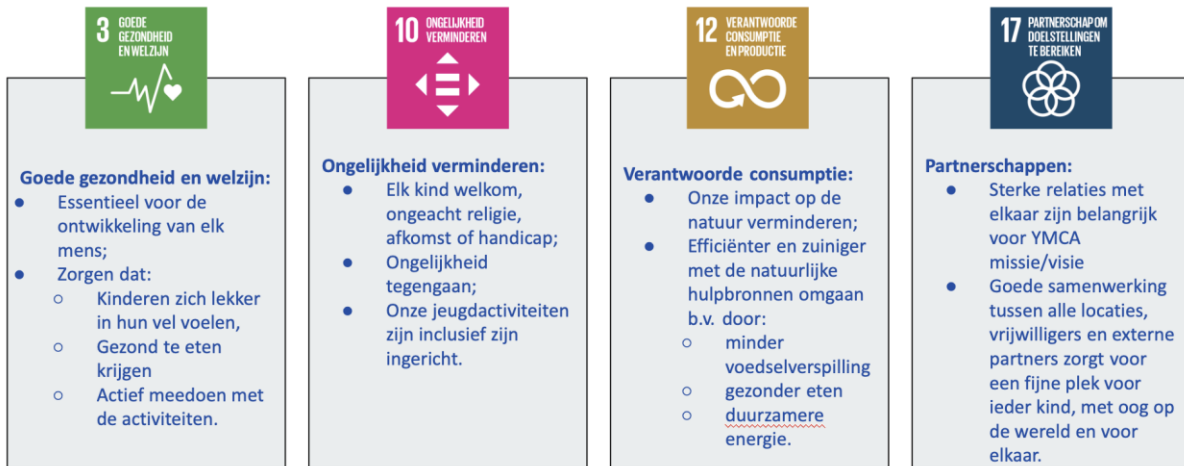 3 GOEDE
GEZONDHEID
EN WELZIJN
Goede gezondheid en welzijn:
● Essentieel voor de
ontwikkeling van elk
mens;
● Zorgen dat:
○ Kinderen zich lekker
in hun vel voelen,
○ Gezond te eten
krijgen
○ Actief meedoen met
de activiteiten.
10 ONGELIJKHEID
VERMINDEREN
Ongelijkheid verminderen:
● Elk kind welkom,
ongeacht religie,
afkomst of handicap;
● Ongelijkheid
tegengaan;
● Onze jeugdactiviteiten
zijn inclusief zijn
ingericht.
12 VERANTWOORDE
CONSUMPTIE
EN PRODUCTIE
Verantwoorde consumptie:
● Onze impact op de
natuur verminderen;
● Efficiënter en zuiniger
met de natuurlijke
hulpbronnen omgaan
b.v. door:
○ minder
voedselverspilling
○ gezonder eten
○ duurzamere
energie.
17 PARTNERSCHAP OM
DOELSTELLINGEN
TE BEREIKEN
Partnerschappen:
● Sterke relaties met
elkaar zijn belangrijk
voor YMCA
missie/visie
● Goede samenwerking
tussen alle locaties,
vrijwilligers en externe
partners zorgt voor
een fijne plek voor
ieder kind, met oog op
de wereld en voor
elkaar.